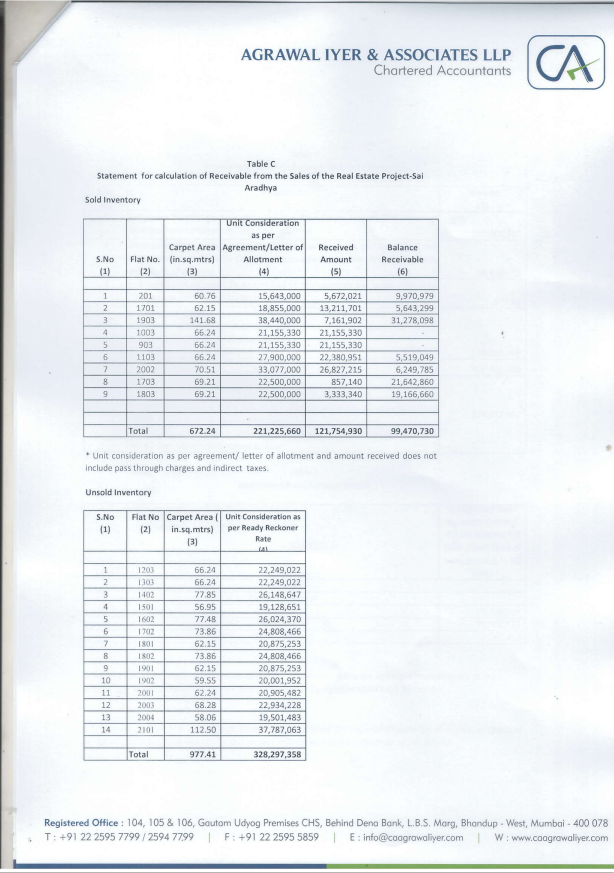 AGRAWAL IYER & ASSOCIATES LLP
Chartered Accountants
CA
Table C
Statement for calculation of Receivable from the Sales of the Real Estate Project-Sai
Aradhya
Sold Inventory
S.No (1) Flat No. (2) Carpet Area (in.sq.mtrs) (3) Unit Consideration as per Agreement/Letter of Allotment (4) Received Amount (5) Balance Receivable (6)
1 201 60.76 15,643,000 5,672,021 9,970,979
2 1701 62.15 18,855,000 13,211,701 5,643,299
3 1903 141.68 38,440,000 7,161,902 31,278,098
4 1003 66.24 21,155,330 21,155,330 -
5 903 66.24 21,155,330 21,155,330 -
6 1103 66.24 27,900,000 22,380,951 5,519,049
7 2002 70.51 33,077,000 26,827,215 6,249,785
8 1703 69.21 22,500,000 857,140 21,642,860
9 1803 69.21 22,500,000 3,333,340 19,166,660
Total 672.24 221,225,660 121,754,930 99,470,730
* Unit consideration as per agreement/ letter of allotment and amount received does not
include pass through charges and indirect taxes.
Unsold Inventory
S.No (1) Flat No (2) Carpet Area ( in.sq.mtrs) (3) Unit Consideration as per Ready Reckoner Rate (4)
1 1203 66.24 22,249,022
2 1303 66.24 22,249,022
3 1402 77.85 26,148,647
4 1501 56.95 19,128,651
5 1602 77.48 26,024,370
6 1702 73.86 24,808,466
7 1801 62.15 20,875,253
8 1802 73.86 24,808,466
9 1901 62.15 20,875,253
10 1902 59.55 20,001,952
11 2001 62.24 20,905,482
12 2003 68.28 22,934,228
13 2004 58.06 19,501,483
14 2101 112.50 37,787,063
Total 977.41 328,297,358
Registered Office : 104, 105 & 106, Gautam Udyog Premises CHS, Behind Dena Bank, L.B.S. Marg, Bhandup - West, Mumbai - 400 078
T : +91 22 2595 7799 / 2594 7799 | F : +91 22 2595 5859 | E : info@caagrawaliyer.com | W : www.caagrawaliyer.com